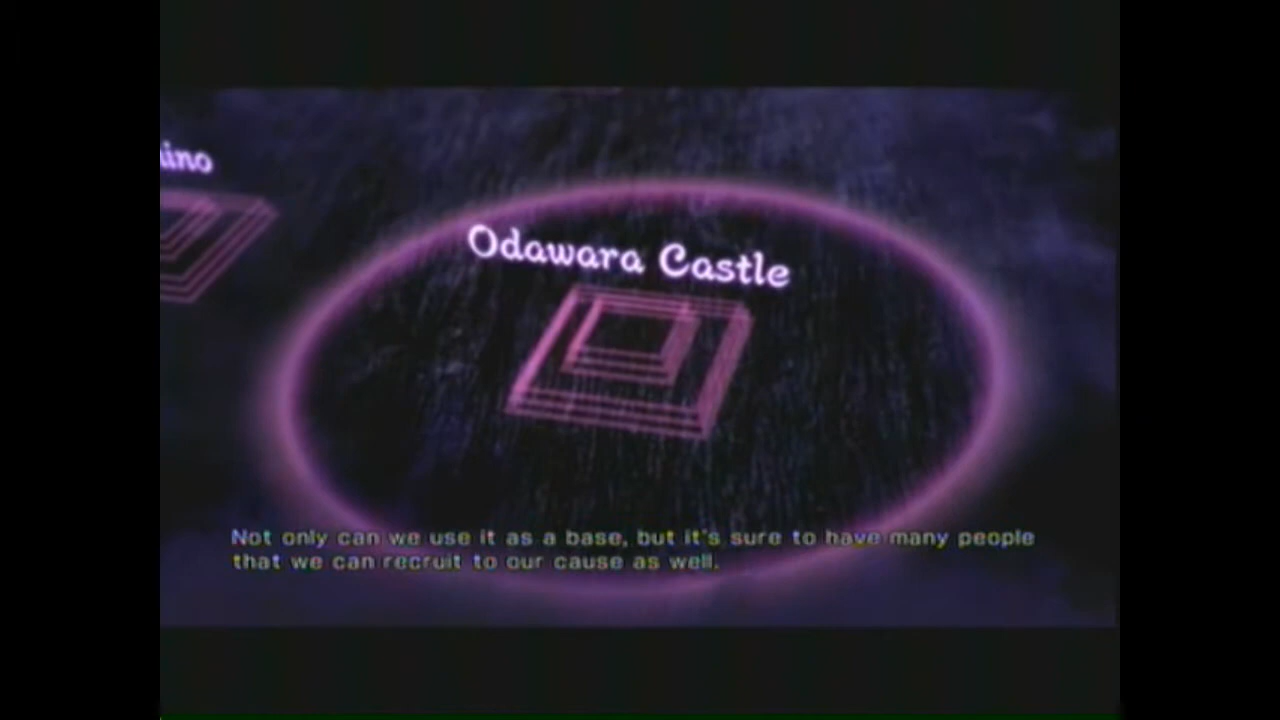 ino
Odawara Castle
Not only can we use it as a base, but it's sure to have many people
that we can recruit to our cause as well.